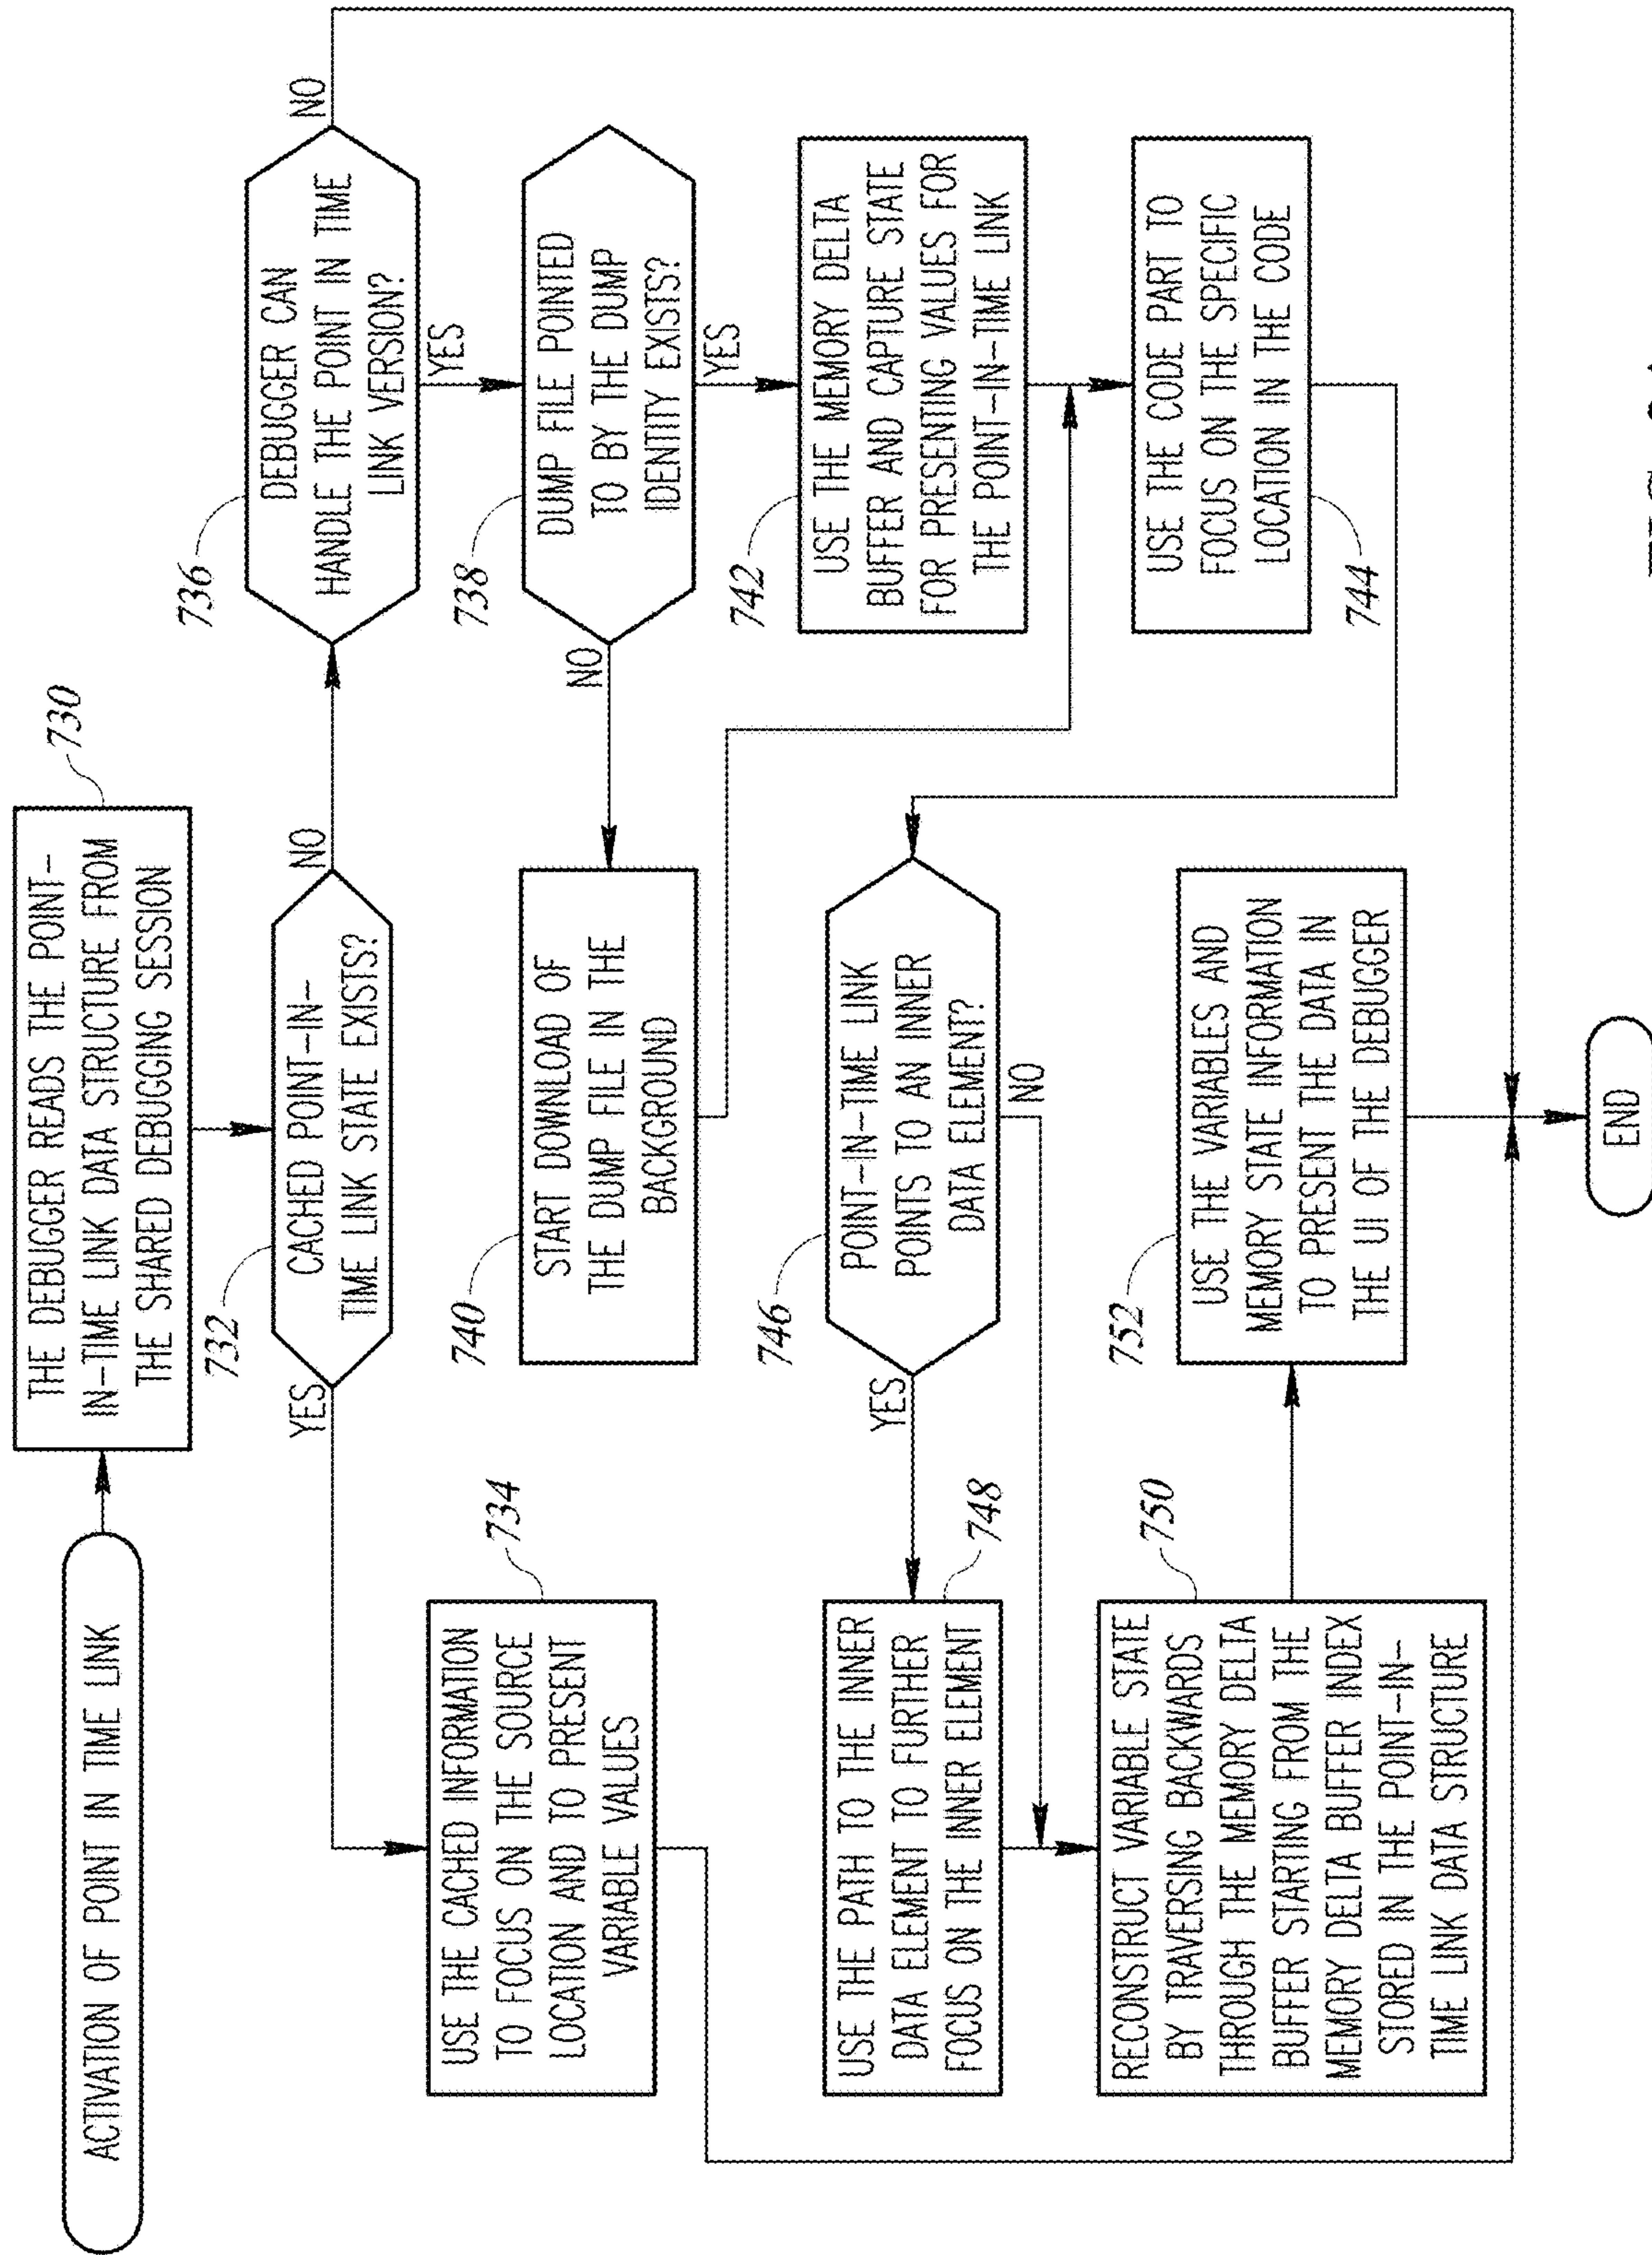 ACTIVATION OF POINT IN TIME LINK
THE DEBUGGER READS THE POINT-
IN-TIME LINK DATA STRUCTURE FROM
THE SHARED DEBUGGING SESSION
730
732
CACHED POINT-IN-
TIME LINK STATE EXISTS?
YES
NO
734
USE THE CACHED INFORMATION
TO FOCUS ON THE SOURCE
LOCATION AND TO PRESENT
VARIABLE VALUES
736
DEBUGGER CAN
HANDLE THE POINT IN TIME
LINK VERSION?
NO
YES
738
DUMP FILE POINTED
TO BY THE DUMP
IDENTITY EXISTS?
NO
YES
740
START DOWNLOAD OF
THE DUMP FILE IN THE
BACKGROUND
742
USE THE MEMORY DELTA
BUFFER AND CAPTURE STATE
FOR PRESENTING VALUES FOR
THE POINT-IN-TIME LINK
USE THE CODE PART TO
FOCUS ON THE SPECIFIC
LOCATION IN THE CODE
744
746
POINT-IN-TIME LINK
POINTS TO AN INNER
DATA ELEMENT?
YES
NO
USE THE PATH TO THE INNER
DATA ELEMENT TO FURTHER
FOCUS ON THE INNER ELEMENT
748
750
RECONSTRUCT VARIABLE STATE
BY TRAVERSING BACKWARDS
THROUGH THE MEMORY DELTA
BUFFER STARTING FROM THE
MEMORY DELTA BUFFER INDEX
STORED IN THE POINT-IN-
TIME LINK DATA STRUCTURE
752
USE THE VARIABLES AND
MEMORY STATE INFORMATION
TO PRESENT THE DATA IN
THE UI OF THE DEBUGGER
END